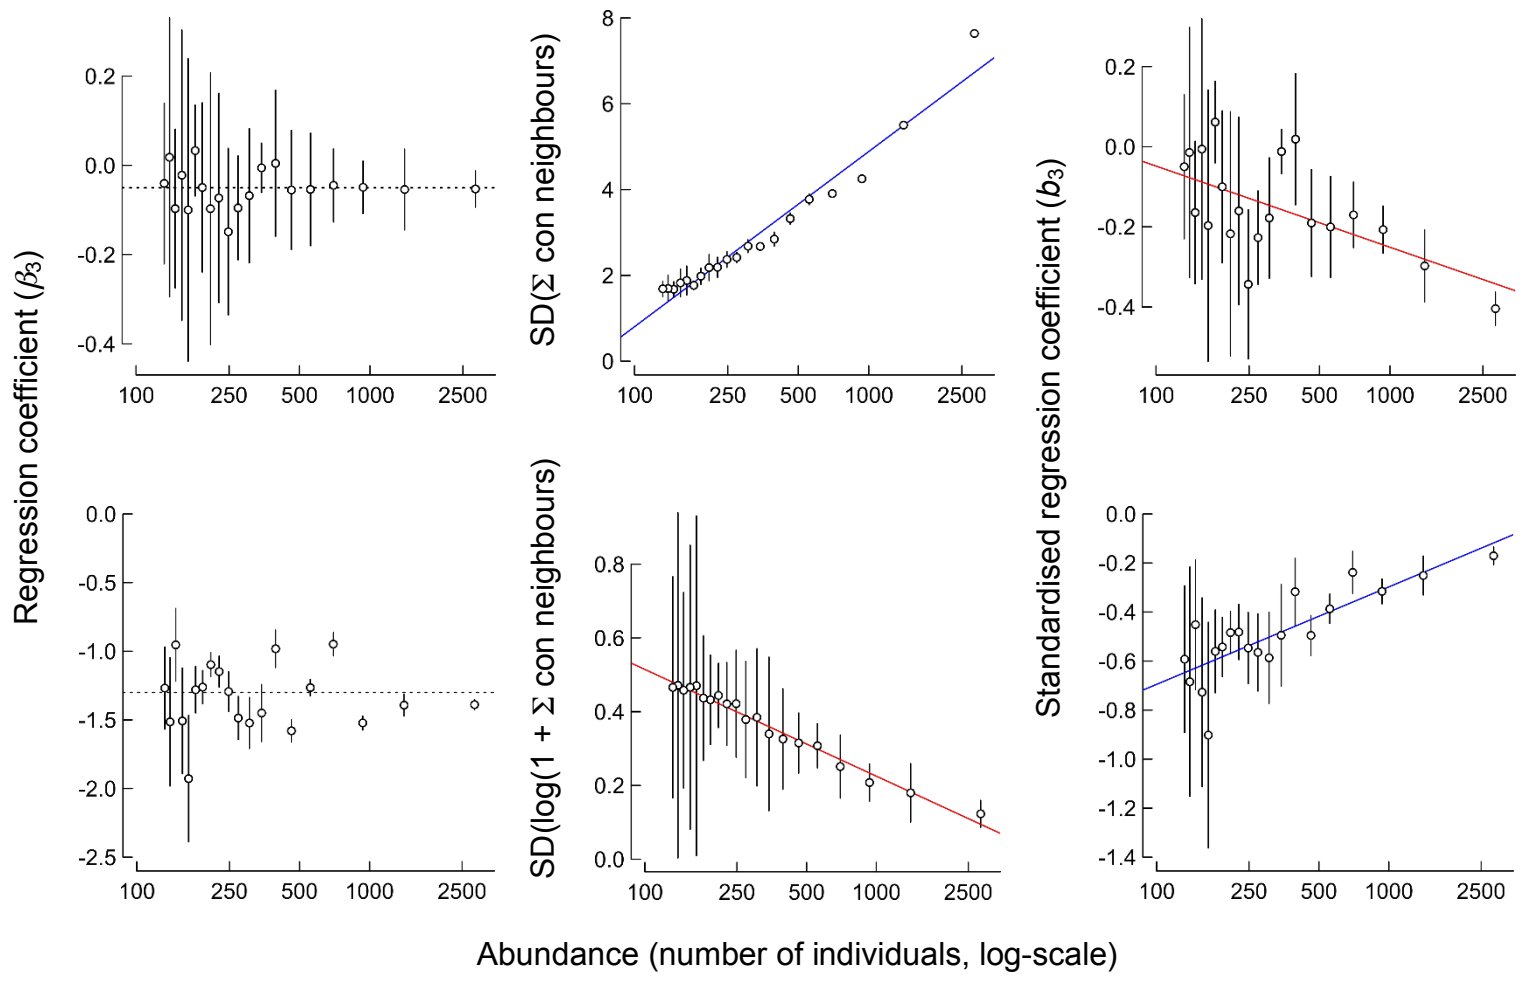 Regression coefficient (β3)
0.2
0.0
-0.2
-0.4
100 250 500 1000 2500
SD(Σ con neighbours)
8
6
4
2
0
100 250 500 1000 2500
Standardised regression coefficient (b3)
0.2
0.0
-0.2
-0.4
100 250 500 1000 2500
0.0
-0.5
-1.0
-1.5
-2.0
-2.5
100 250 500 1000 2500
SD(log(1 + Σ con neighbours)
0.8
0.6
0.4
0.2
0.0
100 250 500 1000 2500
0.0
-0.2
-0.4
-0.6
-0.8
-1.0
-1.2
-1.4
100 250 500 1000 2500
Abundance (number of individuals, log-scale)